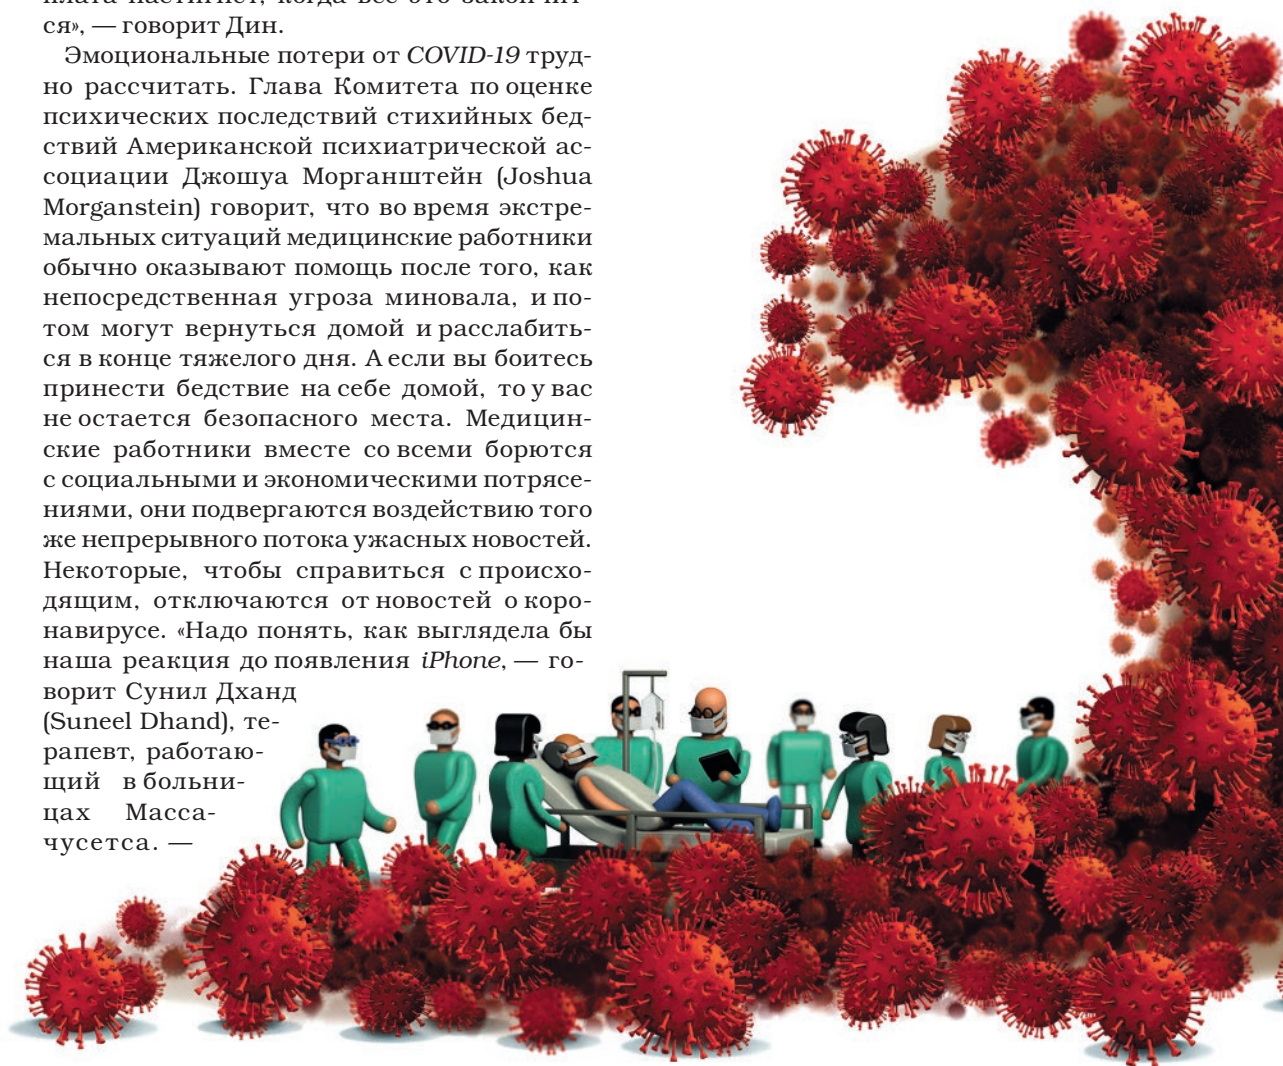 плата настигнет, когда все это закончит-
ся», — говорит Дин.
Эмоциональные потери от COVID-19 труд-
но рассчитать. Глава Комитета по оценке
психических последствий стихийных бед-
ствий Американской психиатрической ас-
социации Джошуа Морганштейн (Joshua
Morganstein) говорит, что во время экстре-
мальных ситуаций медицинские работники
обычно оказывают помощь после того, как
непосредственная угроза миновала, и по-
том могут вернуться домой и расслабить-
ся в конце тяжелого дня. А если вы боитесь
принести бедствие на себе домой, то у вас
не остается безопасного места. Медицин-
ские работники вместе со всеми борются
с социальными и экономическими потрясе-
ниями, они подвергаются воздействию того
же непрерывного потока ужасных новостей.
Некоторые, чтобы справиться с происхо-
дящим, отключаются от новостей о коро-
навирусе. «Надо понять, как выглядела бы
наша реакция до появления iPhone, — го-
ворит Сунил Дханд
(Suneel Dhand), те-
рапевт, работаю-
щий в больни-
цах Масса-
чусетса. —